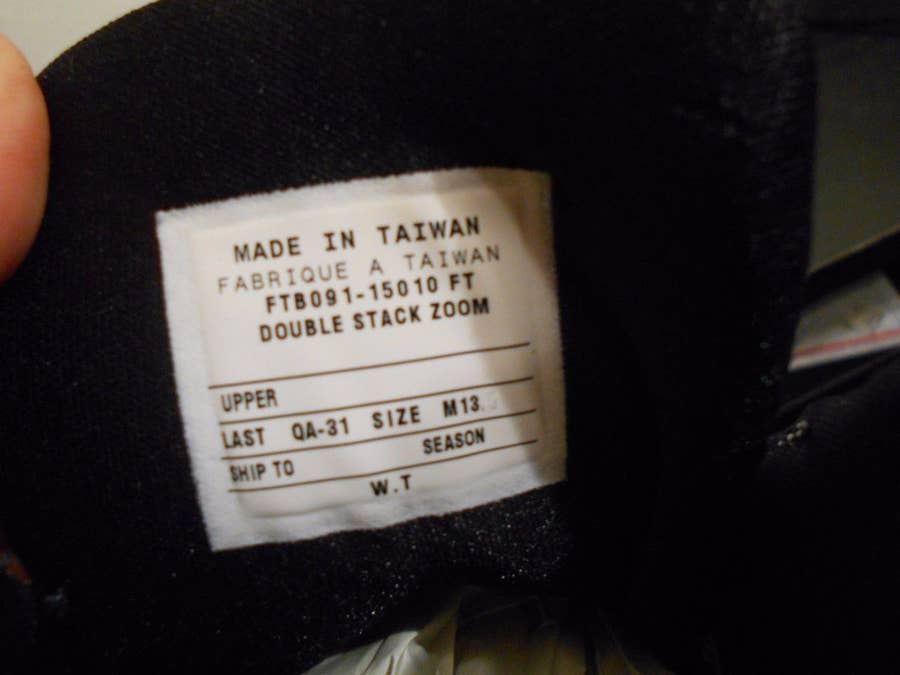 MADE IN TAIWAN
FABRIQUE A TAIWAN
FTB091-15010 FT
DOUBLE STACK ZOOM
UPPER
LAST QA-31 SIZE M13.
SHIP TO SEASON
W.T